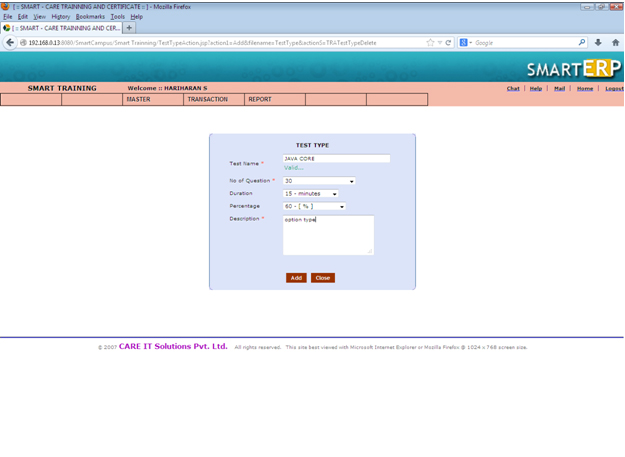 [ :: SMART - CARE TRAINNING AND CERTIFICATE :: ] - Mozilla Firefox
File Edit View History Bookmarks Tools Help
[ :: SMART - CARE TRAINNING AND CER...
192.168.0.13:8080/SmartCampus/Smart Trainning/TestTypeAction.jsp?action1=Add&filename=TestType&actionS=TRATestTypeDelete
Google
SMARTERP
SMART TRAINING Welcome :: HARIHARAN S Chat | Help | Mail | Home | Logout
MASTER TRANSACTION REPORT
TEST TYPE
Test Name * JAVA CORE
Valid...
No of Question * 30
Duration 15 - minutes
Percentage 60 - [ % ]
Description * option type
Add Close
© 2007 CARE IT Solutions Pvt. Ltd. All rights reserved. This site best viewed with Microsoft Internet Explorer or Mozilla Firefox @ 1024 x 768 screen size.